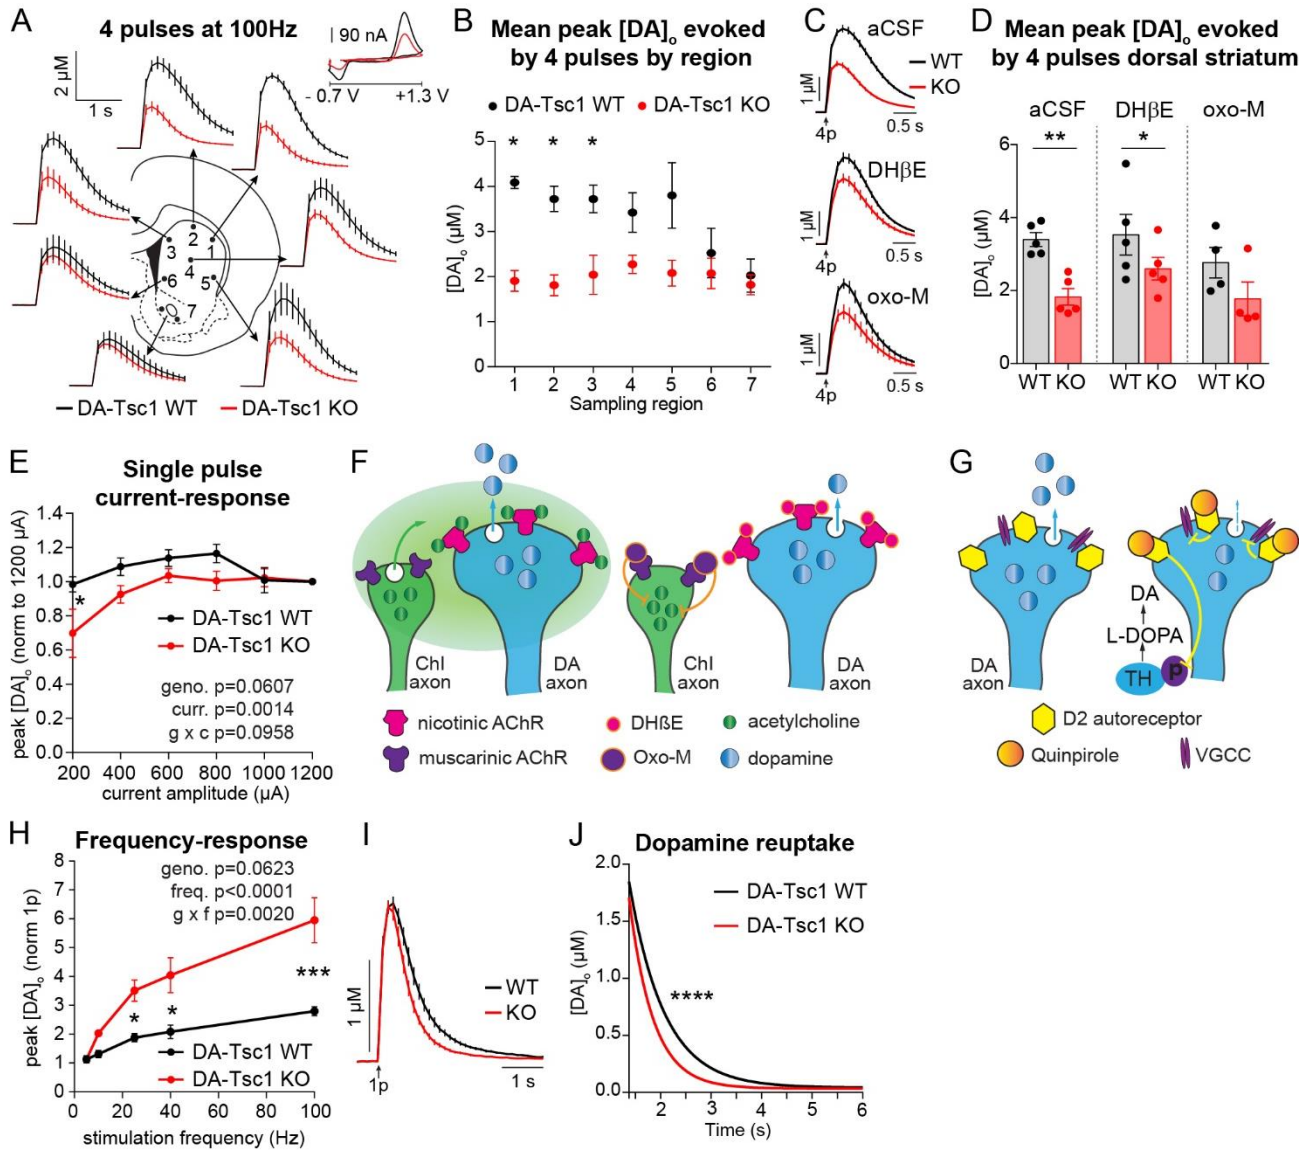 A
4 pulses at 100Hz
2 µM
1 s
90 nA
- 0.7 V
+1.3 V
1
2
3
4
5
6
7
DA-Tsc1 WT
DA-Tsc1 KO
B
Mean peak [DA]o evoked
by 4 pulses by region
DA-Tsc1 WT
DA-Tsc1 KO
[DA]o (µM)
5
4
3
2
1
0
* * *
1 2 3 4 5 6 7
Sampling region
C
aCSF
WT
KO
1 µM
4p
0.5 s
DHβE
1 µM
4p
0.5 s
oxo-M
1 µM
4p
0.5 s
D
Mean peak [DA]o evoked
by 4 pulses dorsal striatum
aCSF
DHβE
oxo-M
**
*
[DA]o (µM)
6
4
2
0
WT KO WT KO WT KO
E
Single pulse
current-response
peak [DA]o (norm to 1200 µA)
1.4
1.2
1.0
0.8
0.6
0.4
0.2
0.0
*
DA-Tsc1 WT
DA-Tsc1 KO
geno. p=0.0607
curr. p=0.0014
g x c p=0.0958
200 400 600 800 1000 1200
current amplitude (µA)
F
ChI
axon
DA
axon
ChI
axon
DA
axon
nicotinic AChR
DHßE
acetylcholine
muscarinic AChR
Oxo-M
dopamine
G
DA
axon
DA
L-DOPA
TH
P
DA
axon
D2 autoreceptor
Quinpirole
VGCC
H
Frequency-response
geno. p=0.0623
freq. p<0.0001
g x f p=0.0020
peak [DA]o (norm 1p)
8
7
6
5
4
3
2
1
0
*
*
***
DA-Tsc1 WT
DA-Tsc1 KO
0 20 40 60 80 100
stimulation frequency (Hz)
I
1 µM
WT
KO
1p
1 s
J
Dopamine reuptake
DA-Tsc1 WT
DA-Tsc1 KO
[DA]o (µM)
2.0
1.5
1.0
0.5
0.0
****
2 3 4 5 6
Time (s)